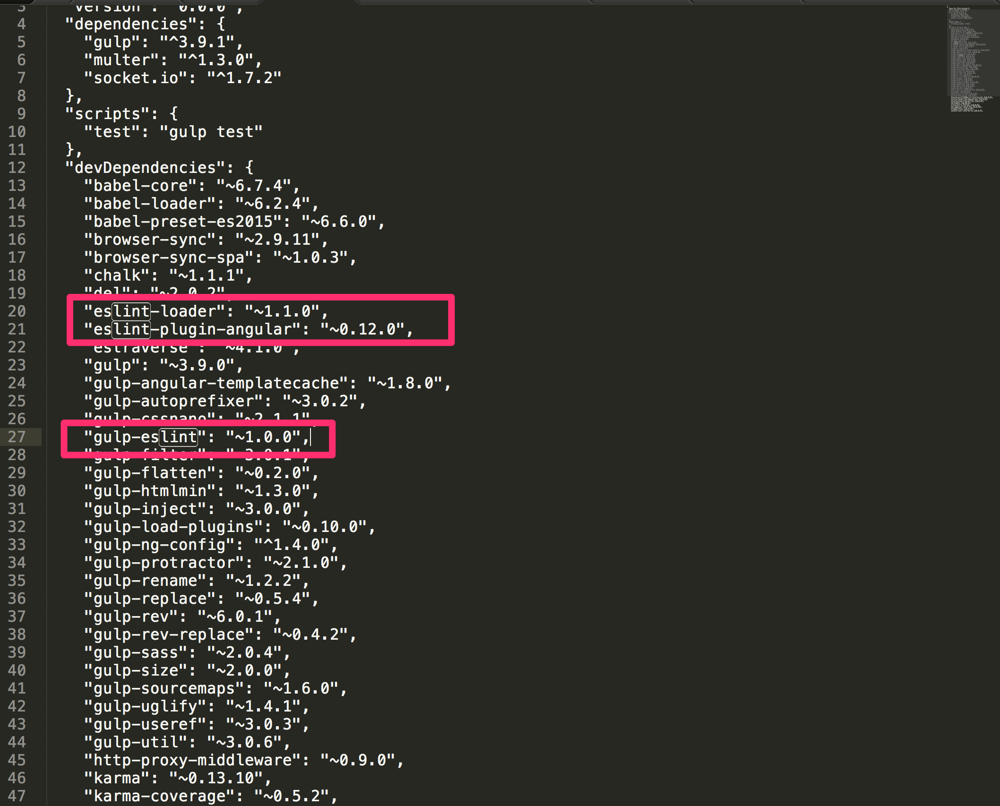 3 "version": "0.0.0",
4 "dependencies": {
5 "gulp": "^3.9.1",
6 "multer": "^1.3.0",
7 "socket.io": "^1.7.2"
8 },
9 "scripts": {
10 "test": "gulp test"
11 },
12 "devDependencies": {
13 "babel-core": "~6.7.4",
14 "babel-loader": "~6.2.4",
15 "babel-preset-es2015": "~6.6.0",
16 "browser-sync": "~2.9.11",
17 "browser-sync-spa": "~1.0.3",
18 "chalk": "~1.1.1",
19 "del": "~2.0.2",
20 "eslint-loader": "~1.1.0",
21 "eslint-plugin-angular": "~0.12.0",
22 "estraverse": "~4.1.0",
23 "gulp": "~3.9.0",
24 "gulp-angular-templatecache": "~1.8.0",
25 "gulp-autoprefixer": "~3.0.2",
26 "gulp-cssnano": "~2.1.1",
27 "gulp-eslint": "~1.0.0",
28 "gulp-filter": "~3.0.1",
29 "gulp-flatten": "~0.2.0",
30 "gulp-htmlmin": "~1.3.0",
31 "gulp-inject": "~3.0.0",
32 "gulp-load-plugins": "~0.10.0",
33 "gulp-ng-config": "^1.4.0",
34 "gulp-protractor": "~2.1.0",
35 "gulp-rename": "~1.2.2",
36 "gulp-replace": "~0.5.4",
37 "gulp-rev": "~6.0.1",
38 "gulp-rev-replace": "~0.4.2",
39 "gulp-sass": "~2.0.4",
40 "gulp-size": "~2.0.0",
41 "gulp-sourcemaps": "~1.6.0",
42 "gulp-uglify": "~1.4.1",
43 "gulp-useref": "~3.0.3",
44 "gulp-util": "~3.0.6",
45 "http-proxy-middleware": "~0.9.0",
46 "karma": "~0.13.10",
47 "karma-coverage": "~0.5.2",